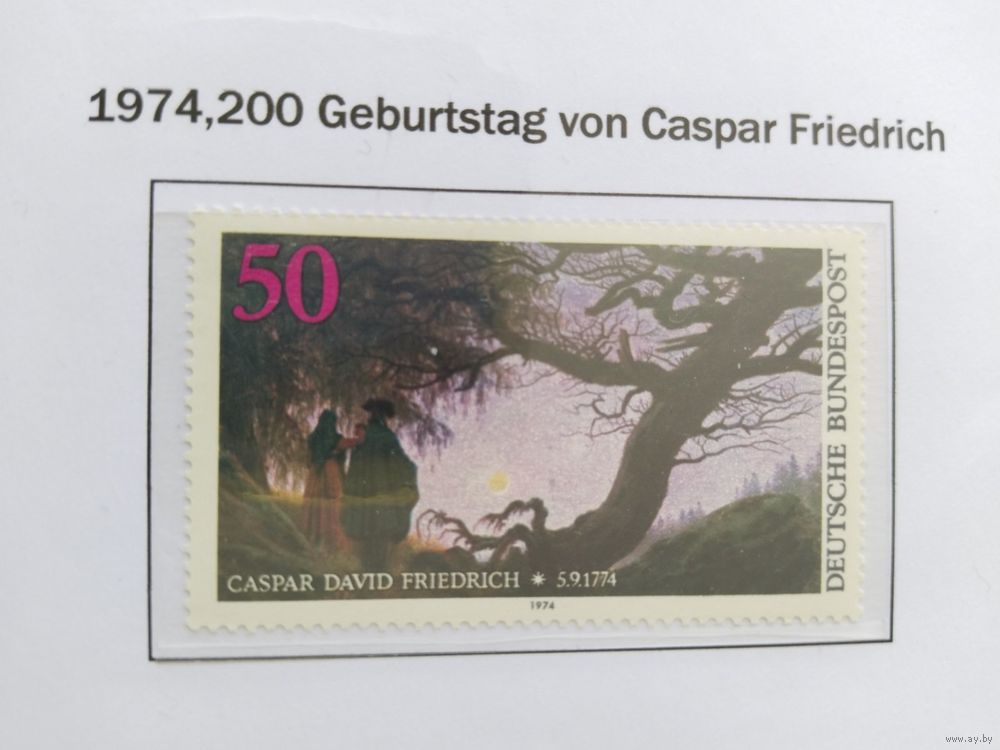 1974,200 Geburtstag von Caspar Friedrich
50
DEUTSCHE BUNDESPOST
CASPAR DAVID FRIEDRICH ✷ 5.9.1774
1974
www.ay.by